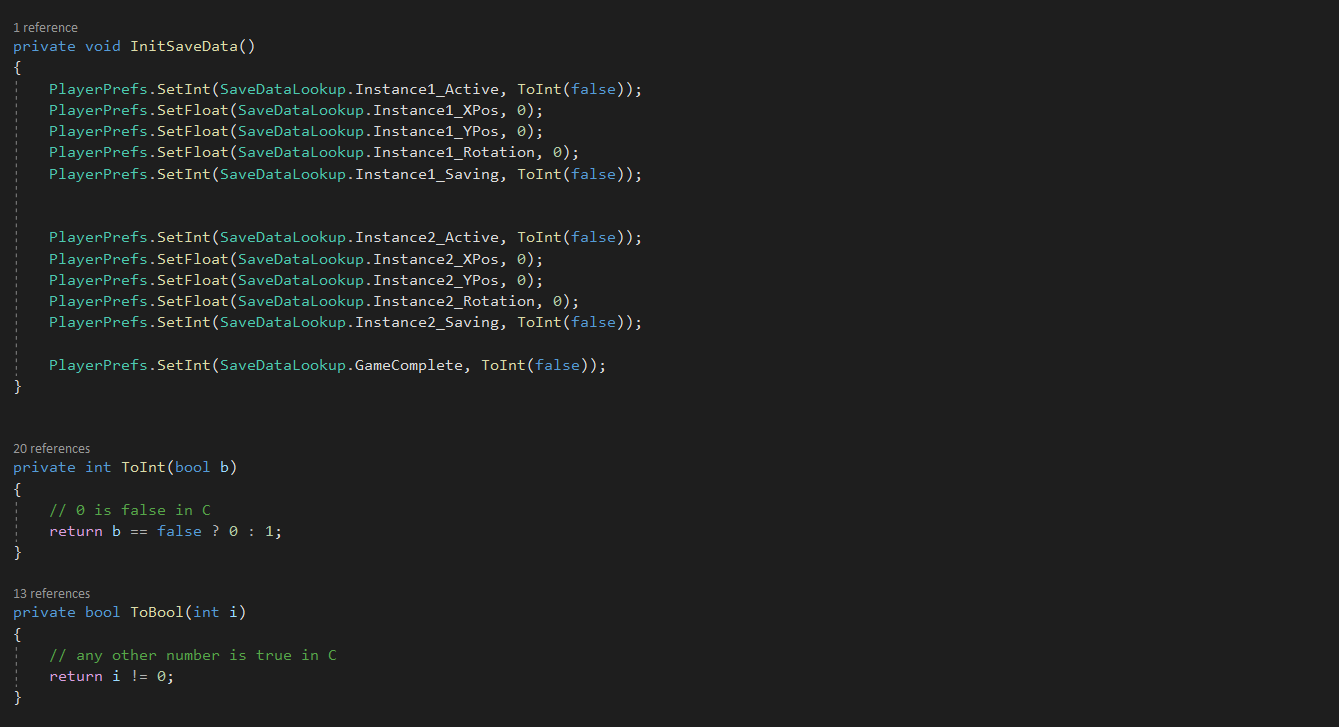 1 reference
private void InitSaveData()
{
PlayerPrefs.SetInt(SaveDataLookup.Instance1_Active, ToInt(false));
PlayerPrefs.SetFloat(SaveDataLookup.Instance1_XPos, 0);
PlayerPrefs.SetFloat(SaveDataLookup.Instance1_YPos, 0);
PlayerPrefs.SetFloat(SaveDataLookup.Instance1_Rotation, 0);
PlayerPrefs.SetInt(SaveDataLookup.Instance1_Saving, ToInt(false));
PlayerPrefs.SetInt(SaveDataLookup.Instance2_Active, ToInt(false));
PlayerPrefs.SetFloat(SaveDataLookup.Instance2_XPos, 0);
PlayerPrefs.SetFloat(SaveDataLookup.Instance2_YPos, 0);
PlayerPrefs.SetFloat(SaveDataLookup.Instance2_Rotation, 0);
PlayerPrefs.SetInt(SaveDataLookup.Instance2_Saving, ToInt(false));
PlayerPrefs.SetInt(SaveDataLookup.GameComplete, ToInt(false));
}
20 references
private int ToInt(bool b)
{
// 0 is false in C
return b == false ? 0 : 1;
}
13 references
private bool ToBool(int i)
{
// any other number is true in C
return i != 0;
}